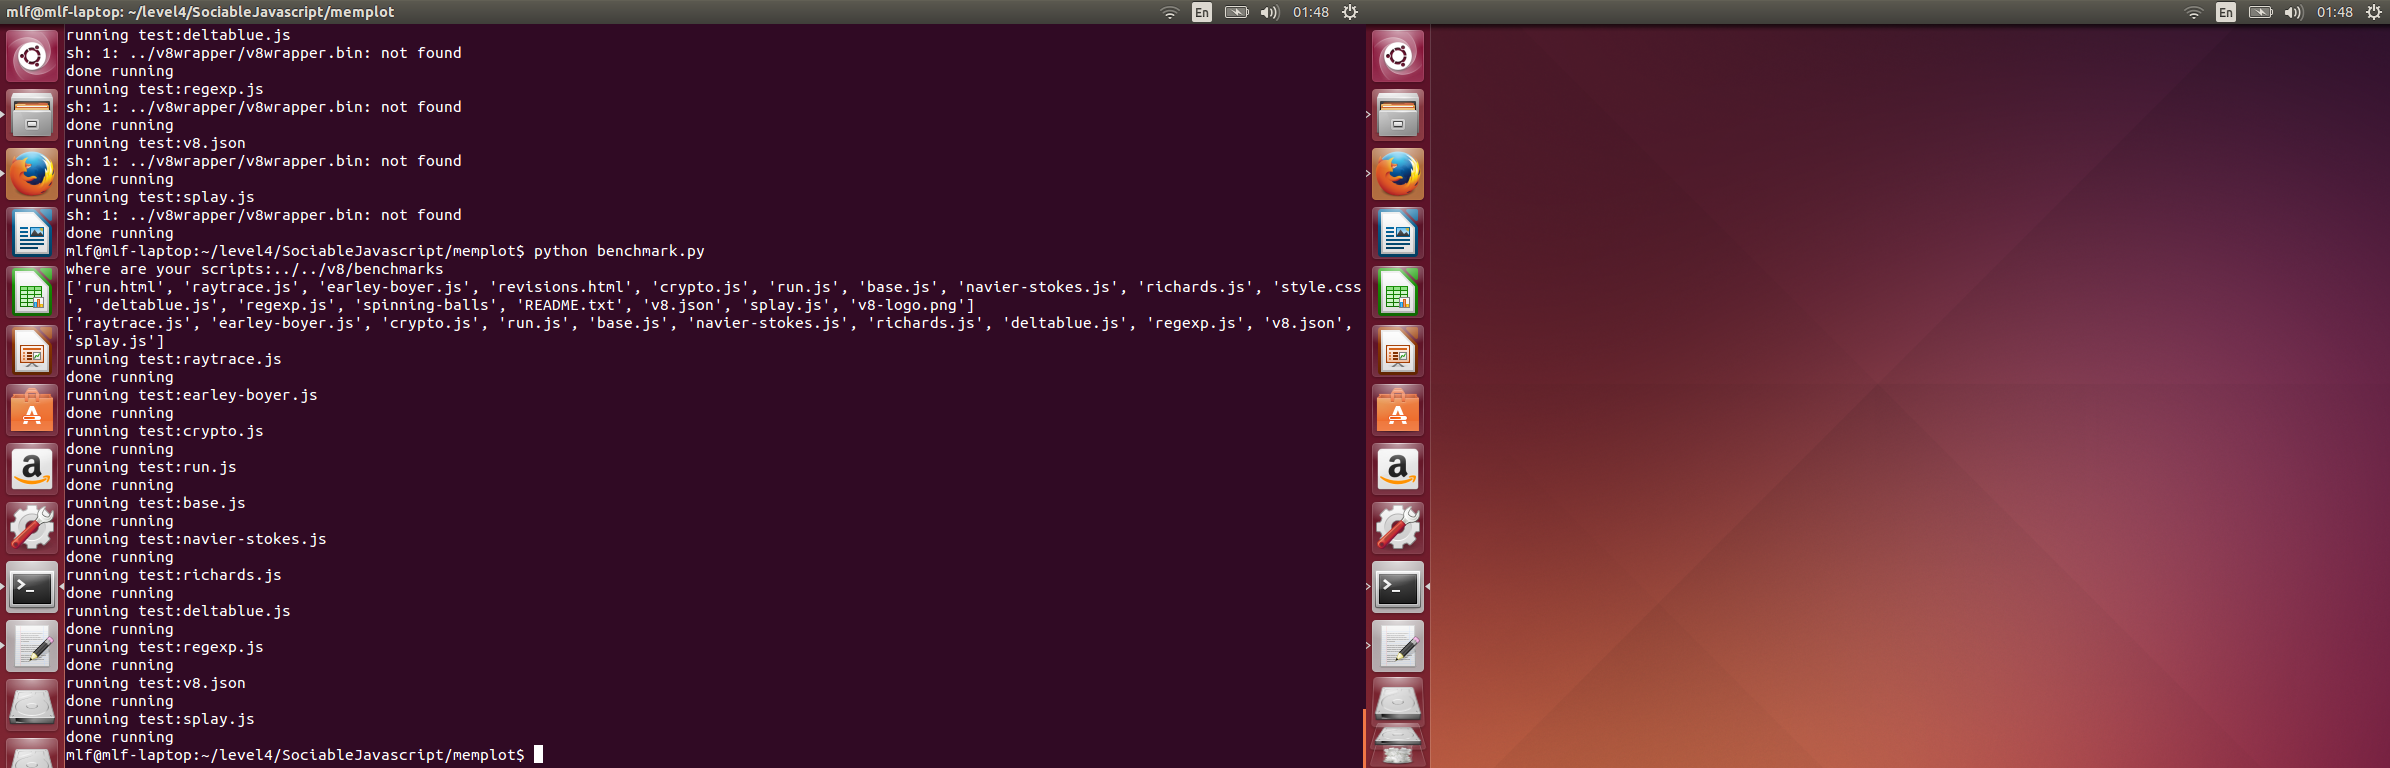 mlf@mlf-laptop: ~/level4/SociableJavascript/memplot
En
01:48
En
01:48
running test:deltablue.js
sh: 1: ../v8wrapper/v8wrapper.bin: not found
done running
running test:regexp.js
sh: 1: ../v8wrapper/v8wrapper.bin: not found
done running
running test:v8.json
sh: 1: ../v8wrapper/v8wrapper.bin: not found
done running
running test:splay.js
sh: 1: ../v8wrapper/v8wrapper.bin: not found
done running
mlf@mlf-laptop:~/level4/SociableJavascript/memplot$ python benchmark.py
where are your scripts:../../v8/benchmarks
['run.html', 'raytrace.js', 'earley-boyer.js', 'revisions.html', 'crypto.js', 'run.js', 'base.js', 'navier-stokes.js', 'richards.js', 'style.css
', 'deltablue.js', 'regexp.js', 'spinning-balls', 'README.txt', 'v8.json', 'splay.js', 'v8-logo.png']
['raytrace.js', 'earley-boyer.js', 'crypto.js', 'run.js', 'base.js', 'navier-stokes.js', 'richards.js', 'deltablue.js', 'regexp.js', 'v8.json',
'splay.js']
running test:raytrace.js
done running
running test:earley-boyer.js
done running
running test:crypto.js
done running
running test:run.js
done running
running test:base.js
done running
running test:navier-stokes.js
done running
running test:richards.js
done running
running test:deltablue.js
done running
running test:regexp.js
done running
running test:v8.json
done running
running test:splay.js
done running
mlf@mlf-laptop:~/level4/SociableJavascript/memplot$